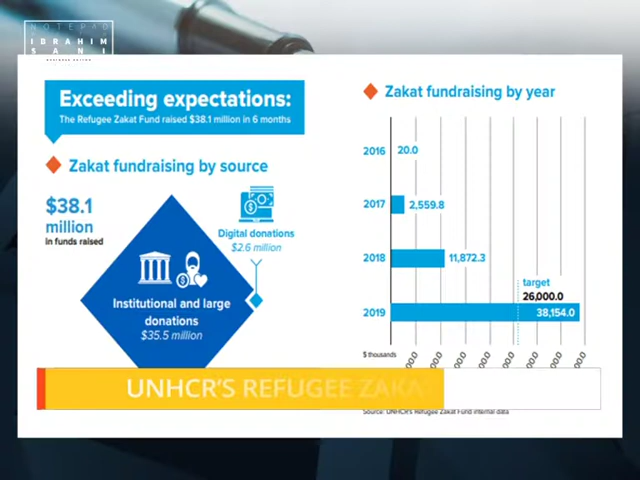 NOTEPAD
IBRAHIM
SANI
Exceeding expectations:
The Refugee Zakat Fund raised $38.1 million in 6 months
Zakat fundraising by source
$38.1
million
in funds raised
Digital donations
$2.6 million
Institutional and large
donations
$35.5 million
Zakat fundraising by year
2016 20.0
2017 2,559.8
2018 11,872.3
target
26,000.0
2019 38,154.0
$ thousands
UNHCR'S REFUGEE ZAKA
Source: UNHCR's Refugee Zakat Fund internal data